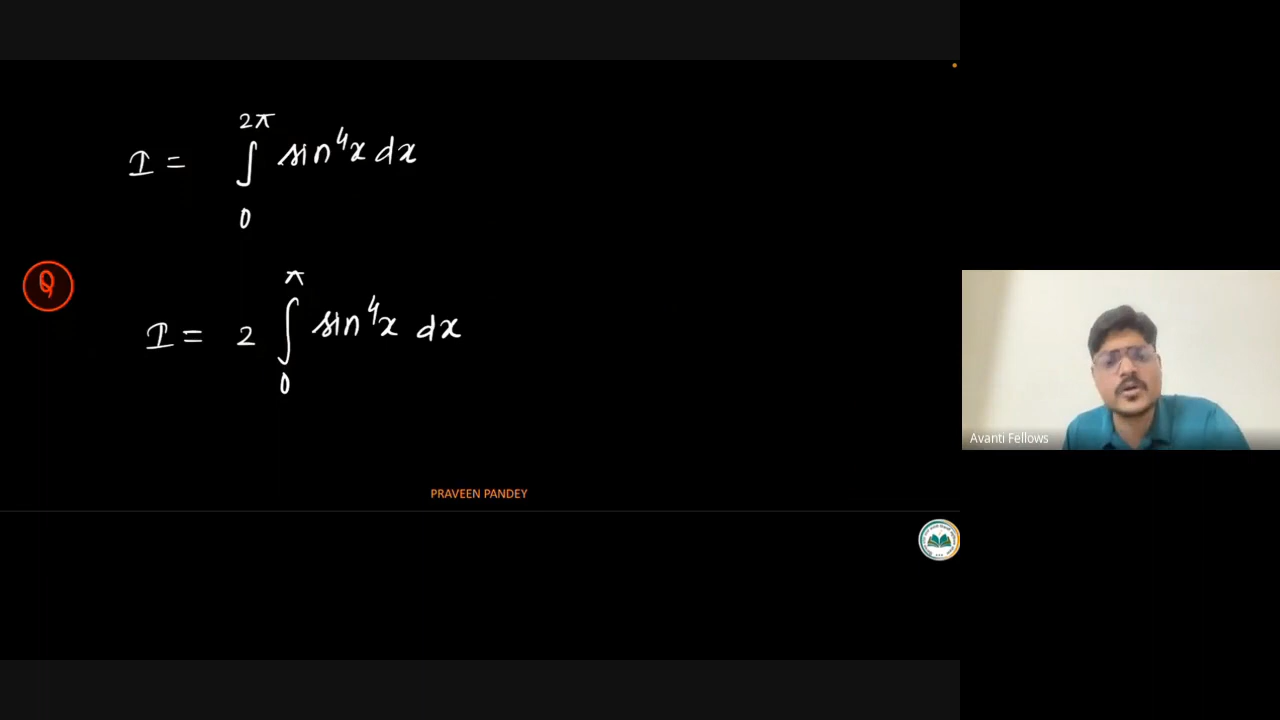 I = ∫₀^2π sin⁴x dx
Q
I = 2 ∫₀^π sin⁴x dx
Avanti Fellows
PRAVEEN PANDEY